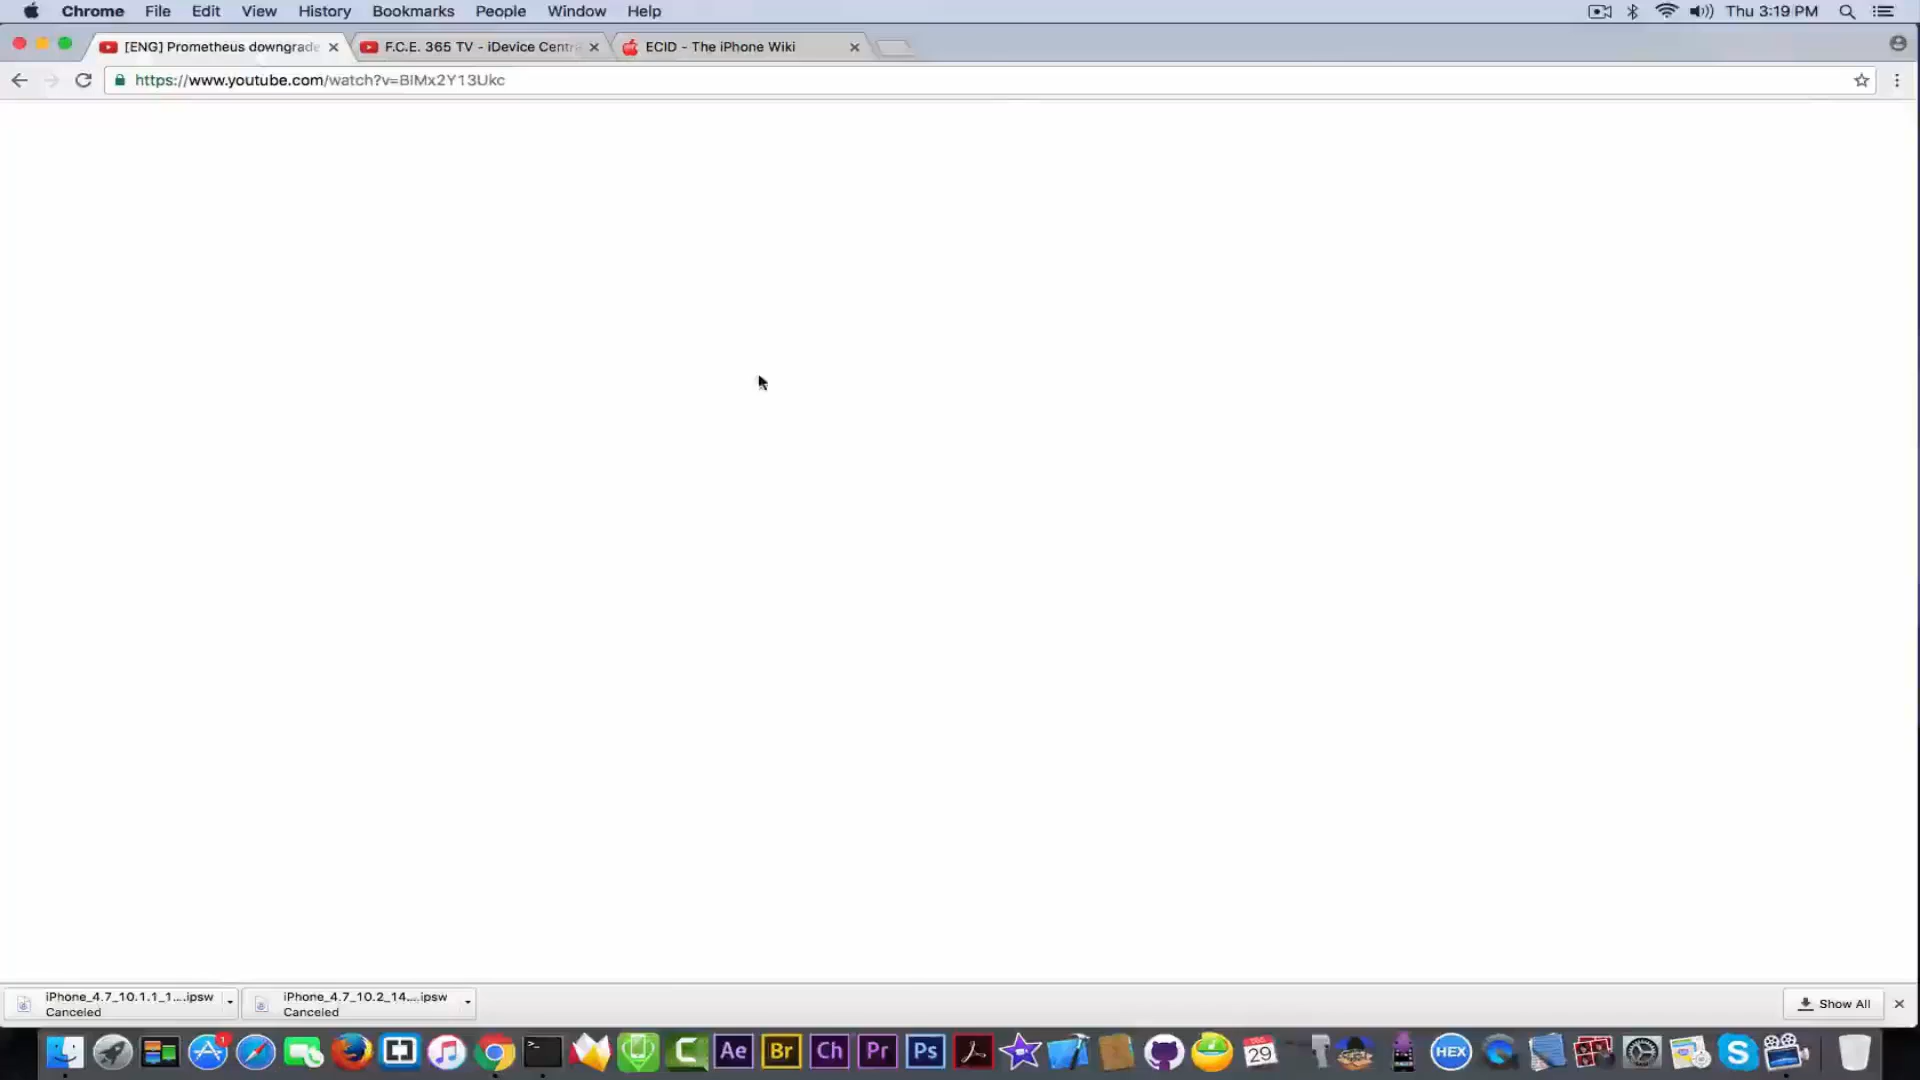 Chrome File Edit View History Bookmarks People Window Help Thu 3:19 PM
[ENG] Prometheus downgrade F.C.E. 365 TV - iDevice Centr ECID - The iPhone Wiki
https://www.youtube.com/watch?v=BIMx2Y13Ukc
iPhone_4.7_10.1.1_1....ipsw
Canceled
iPhone_4.7_10.2_14....ipsw
Canceled
Show All
1
Ae Br Ch Pr Ps
29
HEX